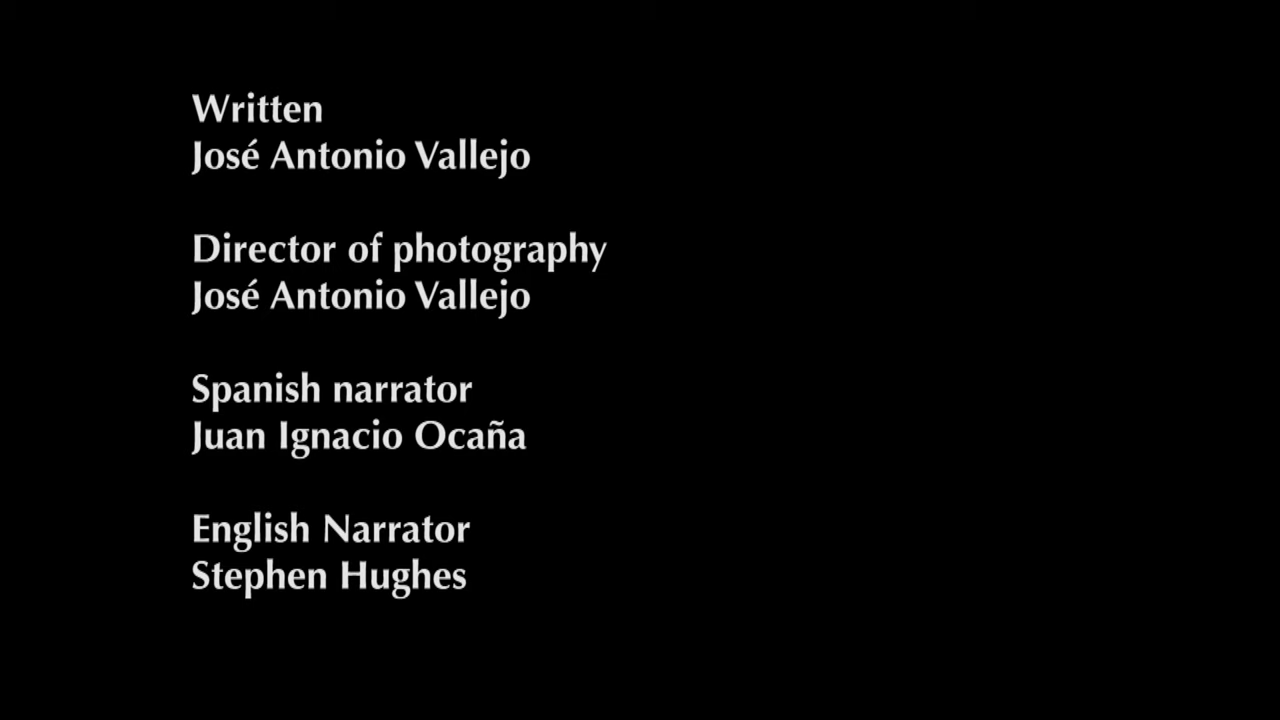 Written
José Antonio Vallejo
Director of photography
José Antonio Vallejo
Spanish narrator
Juan Ignacio Ocaña
English Narrator
Stephen Hughes